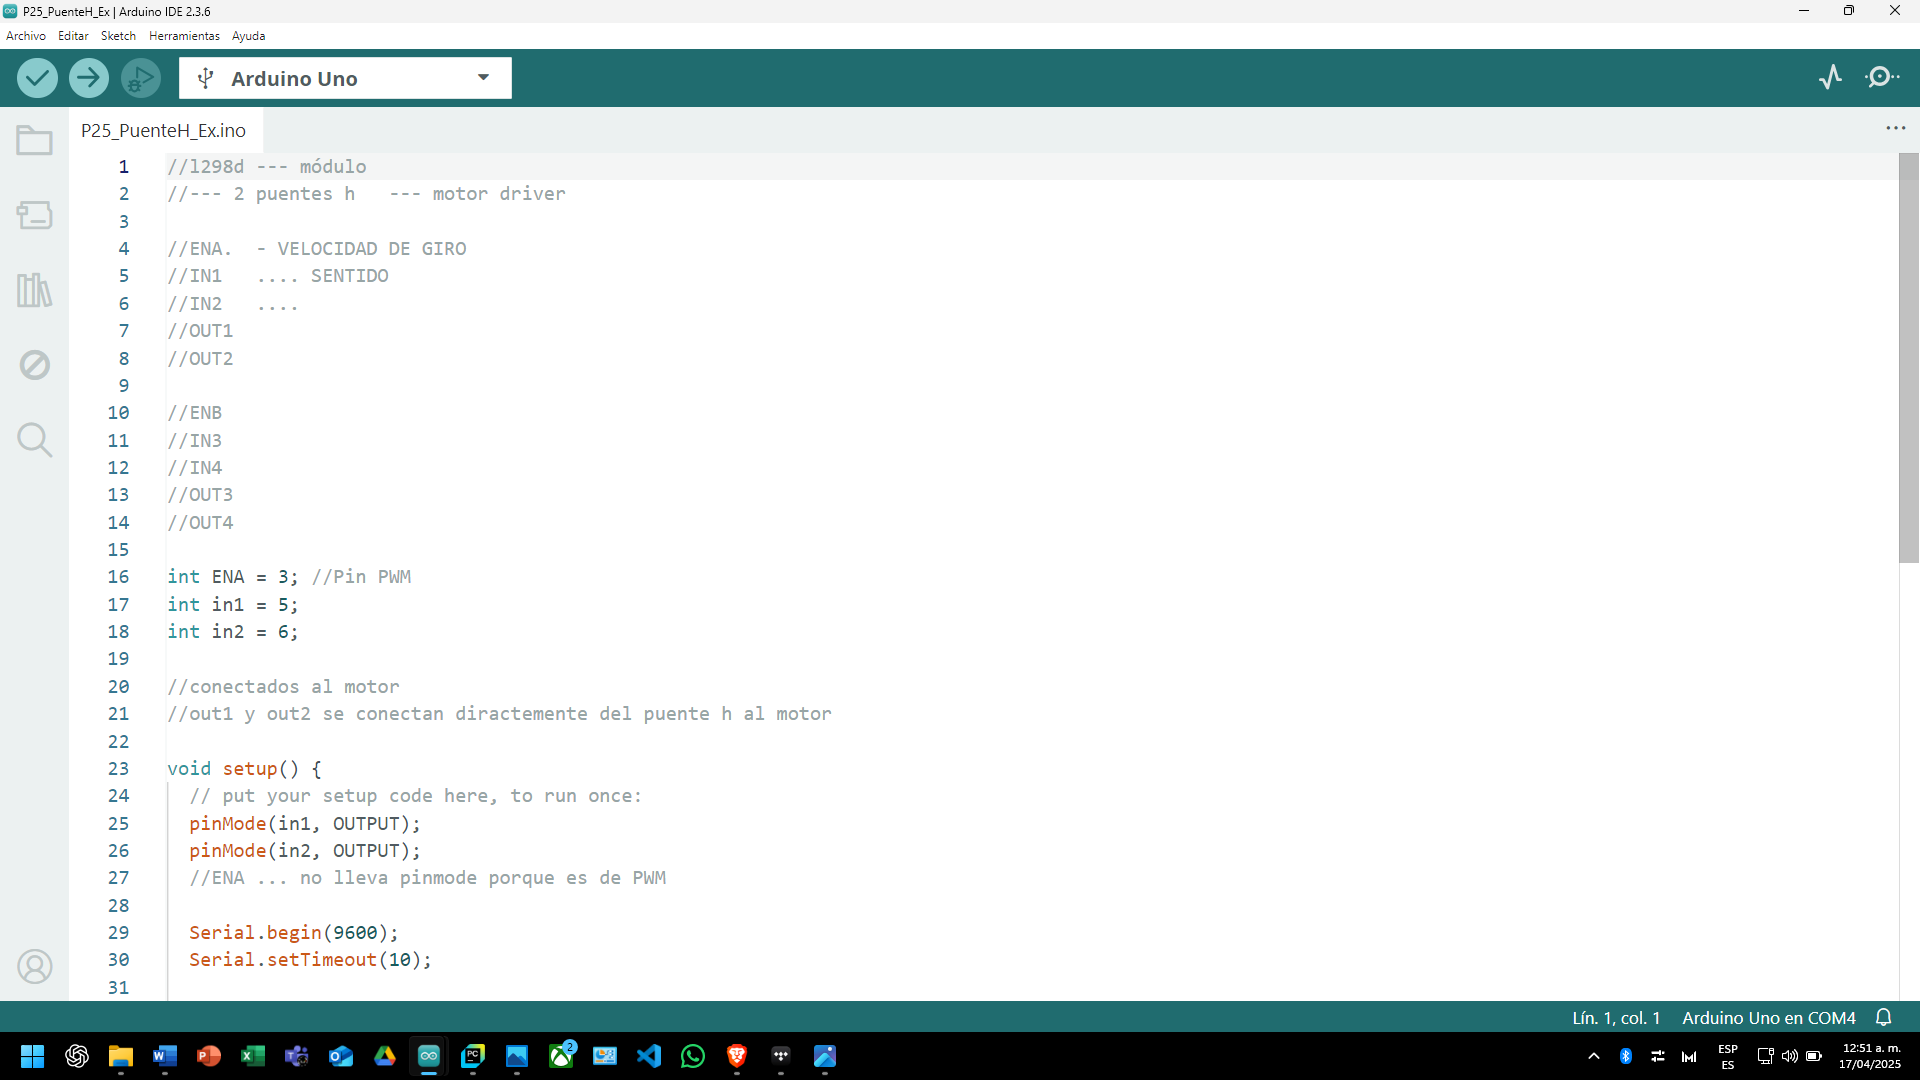 P25_PuenteH_Ex | Arduino IDE 2.3.6
Archivo Editar Sketch Herramientas Ayuda
Arduino Uno
P25_PuenteH_Ex.ino
1 //l298d --- módulo
2 //--- 2 puentes h   --- motor driver
3
4 //ENA.  - VELOCIDAD DE GIRO
5 //IN1   .... SENTIDO
6 //IN2   ....
7 //OUT1
8 //OUT2
9
10 //ENB
11 //IN3
12 //IN4
13 //OUT3
14 //OUT4
15
16 int ENA = 3; //Pin PWM
17 int in1 = 5;
18 int in2 = 6;
19
20 //conectados al motor
21 //out1 y out2 se conectan diractemente del puente h al motor
22
23 void setup() {
24   // put your setup code here, to run once:
25   pinMode(in1, OUTPUT);
26   pinMode(in2, OUTPUT);
27   //ENA ... no lleva pinmode porque es de PWM
28
29   Serial.begin(9600);
30   Serial.setTimeout(10);
31
Lín. 1, col. 1 Arduino Uno en COM4
2
ESP
ES
12:51 a. m.
17/04/2025